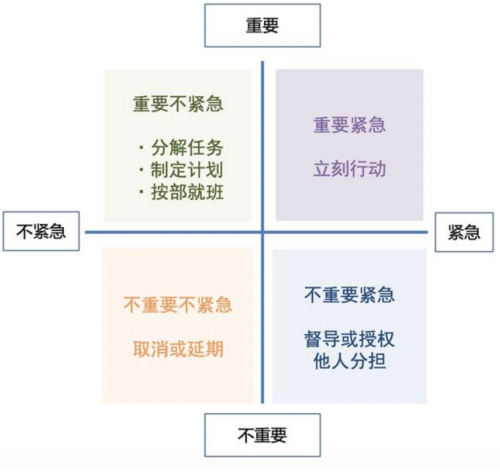 重要
重要不紧急
· 分解任务
· 制定计划
· 按部就班
重要紧急
立刻行动
不紧急
紧急
不重要不紧急
取消或延期
不重要紧急
督导或授权
他人分担
不重要